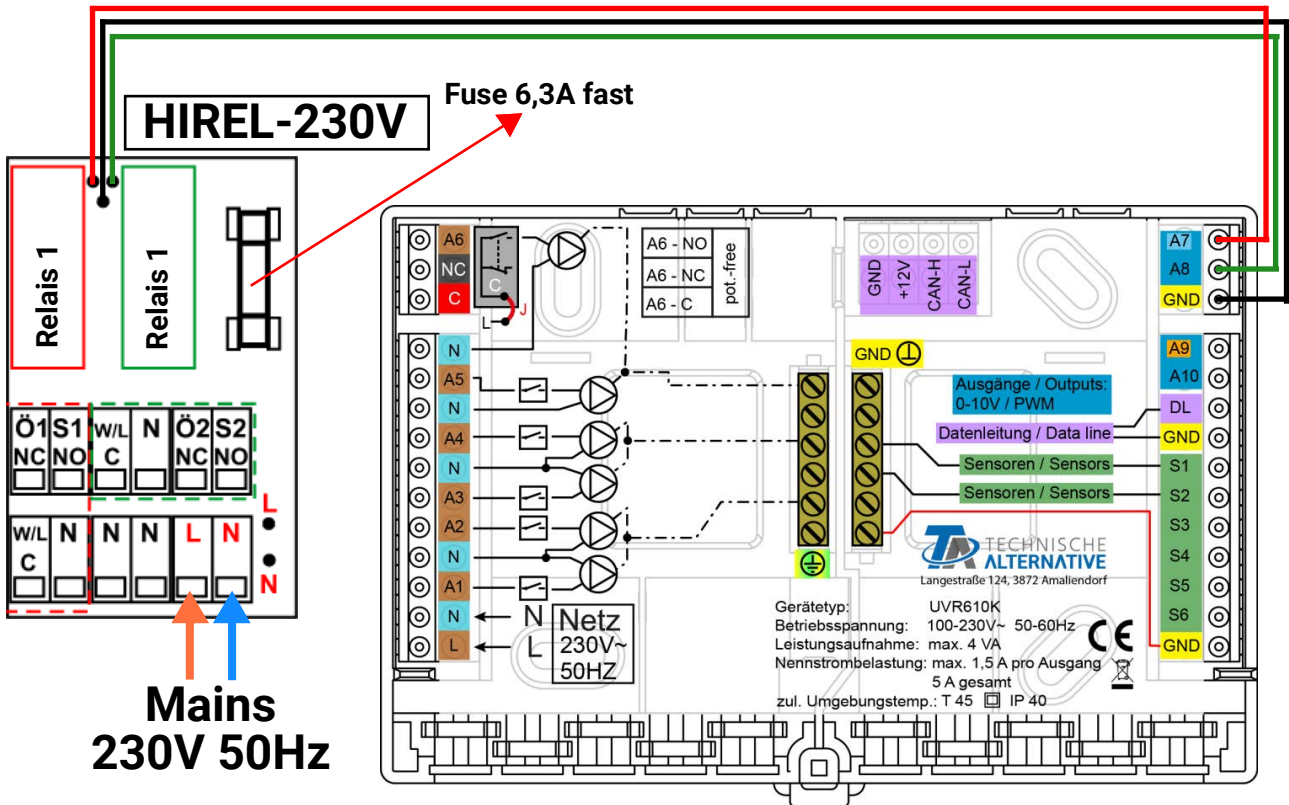 HIREL-230V
Fuse 6,3A fast
Relais 1
Relais 1
Ö1 S1 W/L N Ö2 S2
NC NO C NC NO
W/L N N N L N
C
L
N
Mains
230V 50Hz
A6
NC
C
N
A5
N
A4
N
A3
A2
N
A1
N
L
C
J
L
A6 - NO
A6 - NC
A6 - C
pot.-free
N Netz
L 230V~
50HZ
GND
+12V
CAN-H
CAN-L
GND
Ausgänge / Outputs:
0-10V / PWM
Datenleitung / Data line
Sensoren / Sensors
Sensoren / Sensors
A7
A8
GND
A9
A10
DL
GND
S1
S2
S3
S4
S5
S6
GND
TA TECHNISCHE
ALTERNATIVE
Langestraße 124, 3872 Amaliendorf
Gerätetyp: UVR610K
Betriebsspannung: 100-230V~ 50-60Hz
Leistungsaufnahme: max. 4 VA
Nennstrombelastung: max. 1,5 A pro Ausgang
5 A gesamt
zul. Umgebungstemp.: T 45 IP 40
CE